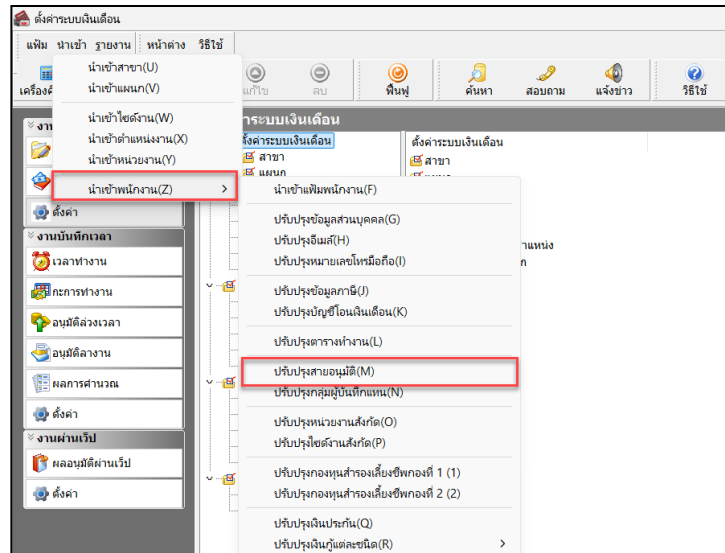 ตั้งค่าระบบเงินเดือน
แฟ้ม นำเข้า รายงาน หน้าต่าง วิธีใช้
แก้ไข ลบ ฟื้นฟู ค้นหา สอบถาม แจ้งข่าว วิธีใช้
นำเข้าสาขา(U)
นำเข้าแผนก(V)
นำเข้าไซต์งาน(W)
นำเข้าตำแหน่งงาน(X)
นำเข้าหน่วยงาน(Y)
นำเข้าพนักงาน(Z)
ตั้งค่าระบบเงินเดือน
สาขา
แผนก
ตั้งค่าระบบเงินเดือน
สาขา
นำเข้าแฟ้มพนักงาน(F)
ปรับปรุงข้อมูลส่วนบุคคล(G)
ปรับปรุงอีเมล์(H)
ปรับปรุงหมายเลขโทรมือถือ(I)
ปรับปรุงข้อมูลภาษี(J)
ปรับปรุงบัญชีโอนเงินเดือน(K)
ปรับปรุงตารางทำงาน(L)
ปรับปรุงสายอนุมัติ(M)
ปรับปรุงกลุ่มผู้บันทึกแทน(N)
ปรับปรุงหน่วยงานสังกัด(O)
ปรับปรุงไซต์งานสังกัด(P)
ปรับปรุงกองทุนสำรองเลี้ยงชีพกองที่ 1 (1)
ปรับปรุงกองทุนสำรองเลี้ยงชีพกองที่ 2 (2)
ปรับปรุงเงินประกัน(Q)
ปรับปรุงเงินกู้แต่ละชนิด(R)
ตั้งค่า
งานบันทึกเวลา
เวลาทำงาน
กะการทำงาน
อนุมัติล่วงเวลา
อนุมัติลางาน
ผลการคำนวณ
ตั้งค่า
งานผ่านเว็ป
ผลอนุมัติผ่านเว็ป
ตั้งค่า